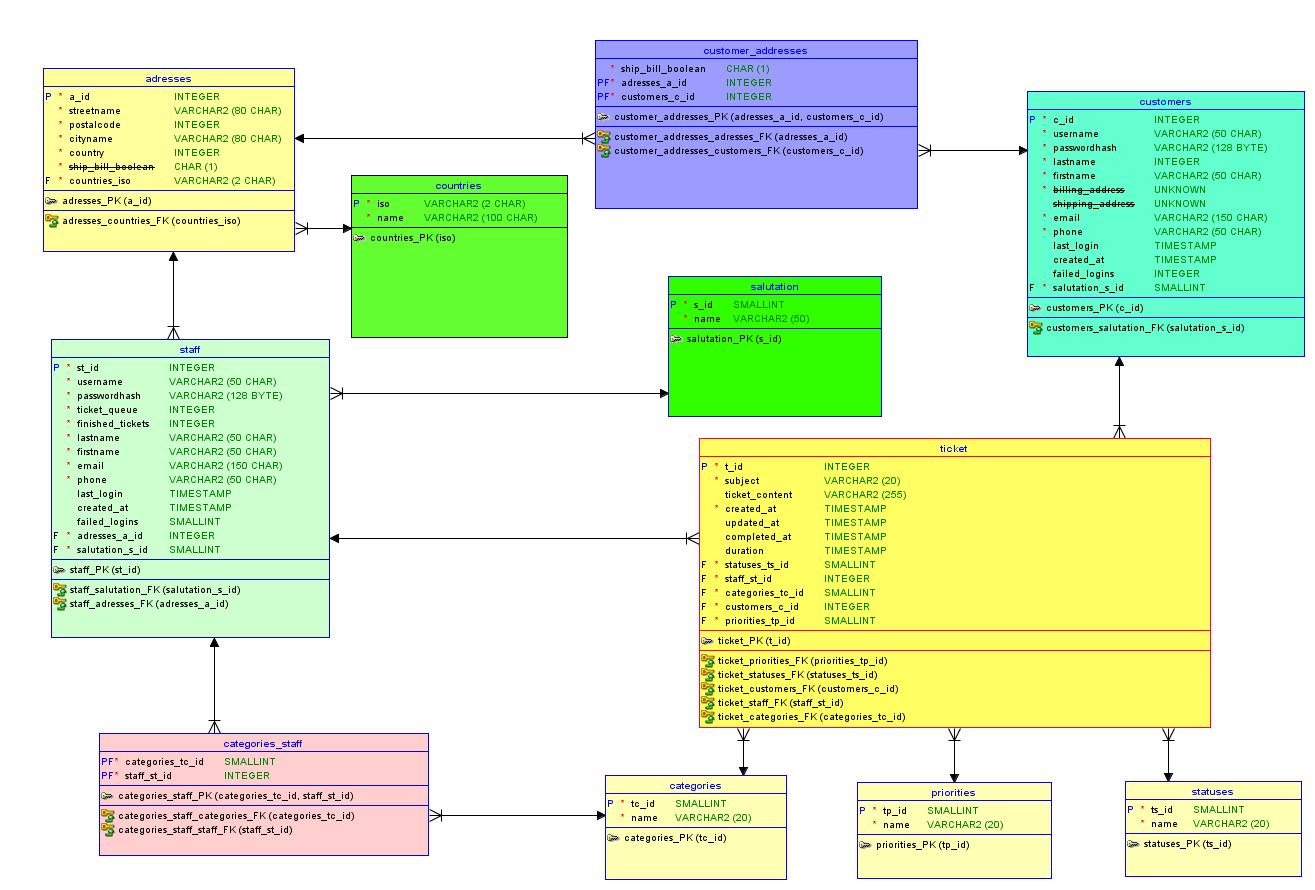 customer_addresses
* ship_bill_boolean CHAR (1)
PF* adresses_a_id INTEGER
PF* customers_c_id INTEGER
customer_addresses_PK (adresses_a_id, customers_c_id)
customer_addresses_adresses_FK (adresses_a_id)
customer_addresses_customers_FK (customers_c_id)
adresses
P * a_id INTEGER
* streetname VARCHAR2 (80 CHAR)
* postalcode INTEGER
* cityname VARCHAR2 (80 CHAR)
* country INTEGER
* ship_bill_boolean CHAR (1)
F * countries_iso VARCHAR2 (2 CHAR)
adresses_PK (a_id)
adresses_countries_FK (countries_iso)
customers
P * c_id INTEGER
* username VARCHAR2 (50 CHAR)
* passwordhash VARCHAR2 (128 BYTE)
* lastname INTEGER
* firstname VARCHAR2 (50 CHAR)
* billing_address UNKNOWN
shipping_address UNKNOWN
* email VARCHAR2 (150 CHAR)
* phone VARCHAR2 (50 CHAR)
last_login TIMESTAMP
created_at TIMESTAMP
failed_logins INTEGER
F * salutation_s_id SMALLINT
customers_PK (c_id)
customers_salutation_FK (salutation_s_id)
countries
P * iso VARCHAR2 (2 CHAR)
* name VARCHAR2 (100 CHAR)
countries_PK (iso)
salutation
P * s_id SMALLINT
* name VARCHAR2 (50)
salutation_PK (s_id)
staff
P * st_id INTEGER
* username VARCHAR2 (50 CHAR)
* passwordhash VARCHAR2 (128 BYTE)
* ticket_queue INTEGER
* finished_tickets INTEGER
* lastname VARCHAR2 (50 CHAR)
* firstname VARCHAR2 (50 CHAR)
* email VARCHAR2 (150 CHAR)
* phone VARCHAR2 (50 CHAR)
last_login TIMESTAMP
created_at TIMESTAMP
failed_logins SMALLINT
F * adresses_a_id INTEGER
F * salutation_s_id SMALLINT
staff_PK (st_id)
staff_salutation_FK (salutation_s_id)
staff_adresses_FK (adresses_a_id)
ticket
P * t_id INTEGER
* subject VARCHAR2 (20)
ticket_content VARCHAR2 (255)
* created_at TIMESTAMP
updated_at TIMESTAMP
completed_at TIMESTAMP
duration TIMESTAMP
F * statuses_ts_id SMALLINT
F * staff_st_id INTEGER
F * categories_tc_id SMALLINT
F * customers_c_id INTEGER
F * priorities_tp_id SMALLINT
ticket_PK (t_id)
ticket_priorities_FK (priorities_tp_id)
ticket_statuses_FK (statuses_ts_id)
ticket_customers_FK (customers_c_id)
ticket_staff_FK (staff_st_id)
ticket_categories_FK (categories_tc_id)
categories_staff
PF* categories_tc_id SMALLINT
PF* staff_st_id INTEGER
categories_staff_PK (categories_tc_id, staff_st_id)
categories_staff_categories_FK (categories_tc_id)
categories_staff_staff_FK (staff_st_id)
categories
P * tc_id SMALLINT
* name VARCHAR2 (20)
categories_PK (tc_id)
priorities
P * tp_id SMALLINT
* name VARCHAR2 (20)
priorities_PK (tp_id)
statuses
P * ts_id SMALLINT
* name VARCHAR2 (20)
statuses_PK (ts_id)